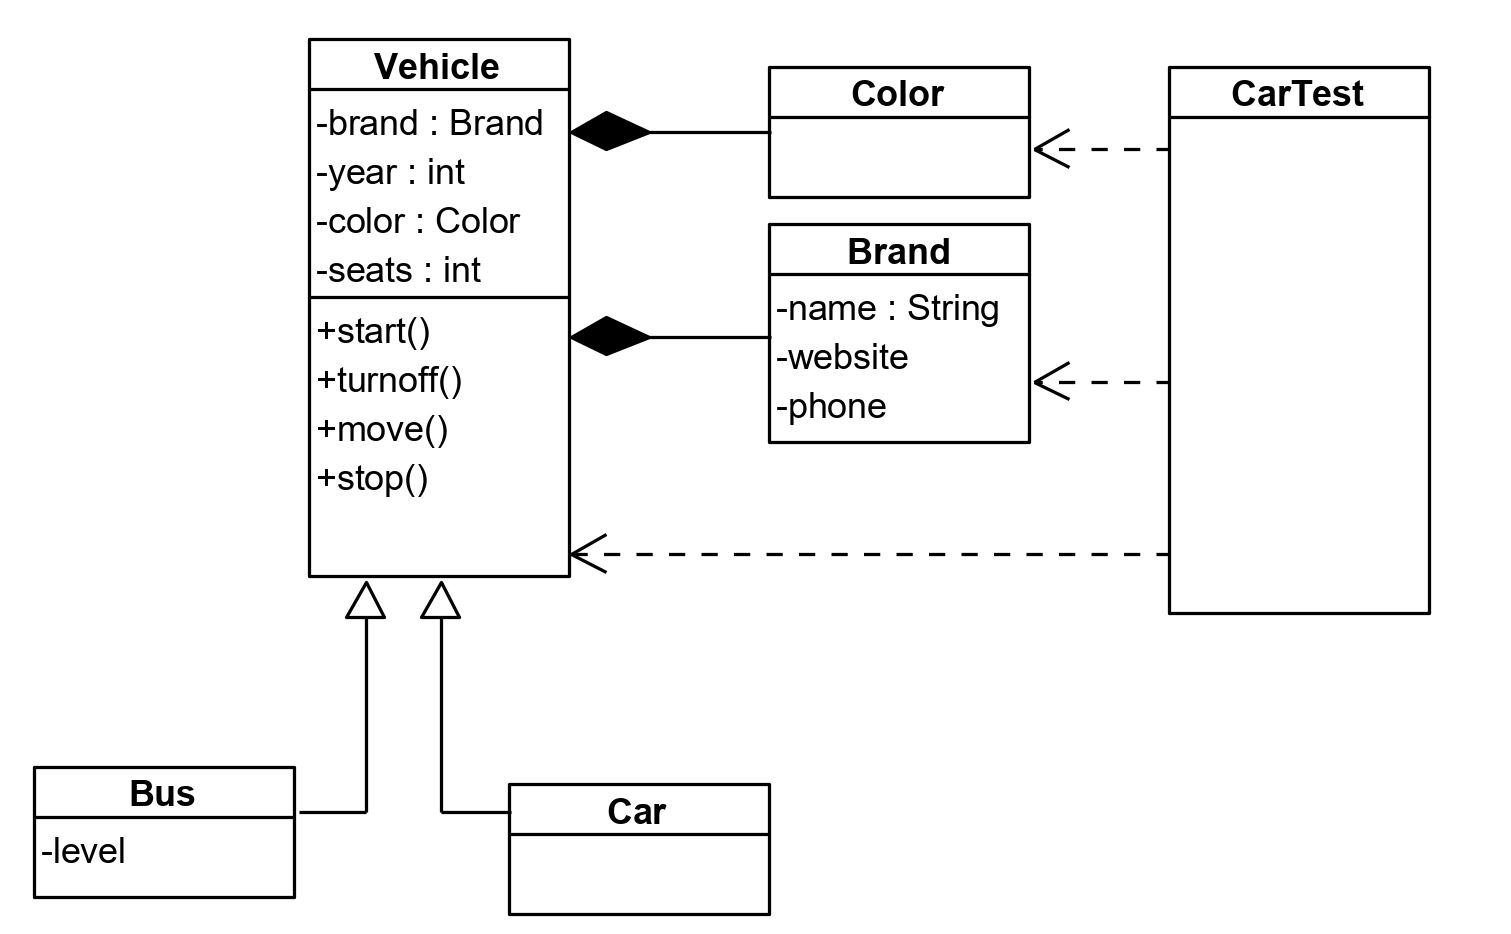 Vehicle
-brand : Brand
-year : int
-color : Color
-seats : int
+start()
+turnoff()
+move()
+stop()
Color
Brand
-name : String
-website
-phone
CarTest
Bus
-level
Car